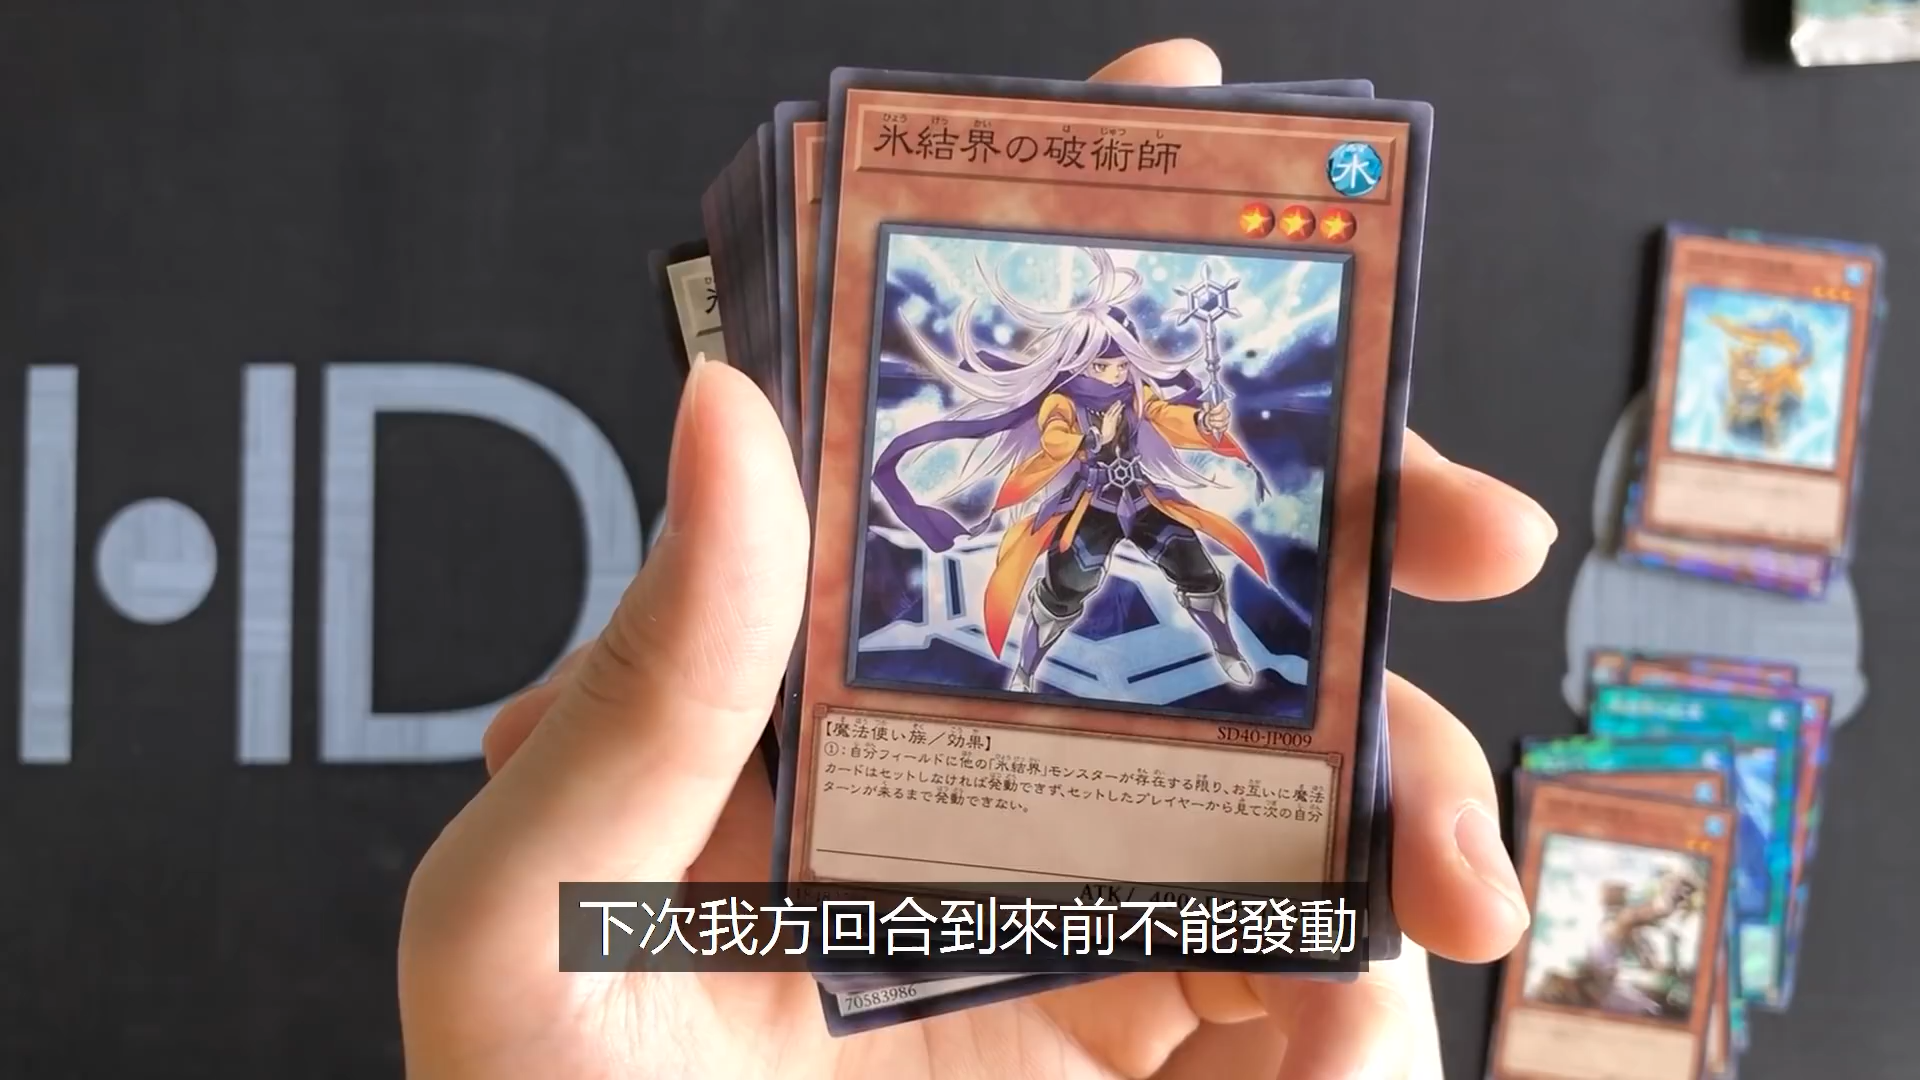 氷結界の破術師
水
SD40-JP009
【魔法使い族／効果】
①：自分フィールドに他の「氷結界」モンスターが存在する限り、お互いに魔法
カードはセットしなければ発動できず、セットしたプレイヤーから見て次の自分
ターンが来るまで発動できない。
ATK/ 400
下次我方回合到來前不能發動
70583986